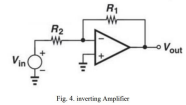 R₁
R₂
Vin
+
−
−
+
Vout
Fig. 4. inverting Amplifier